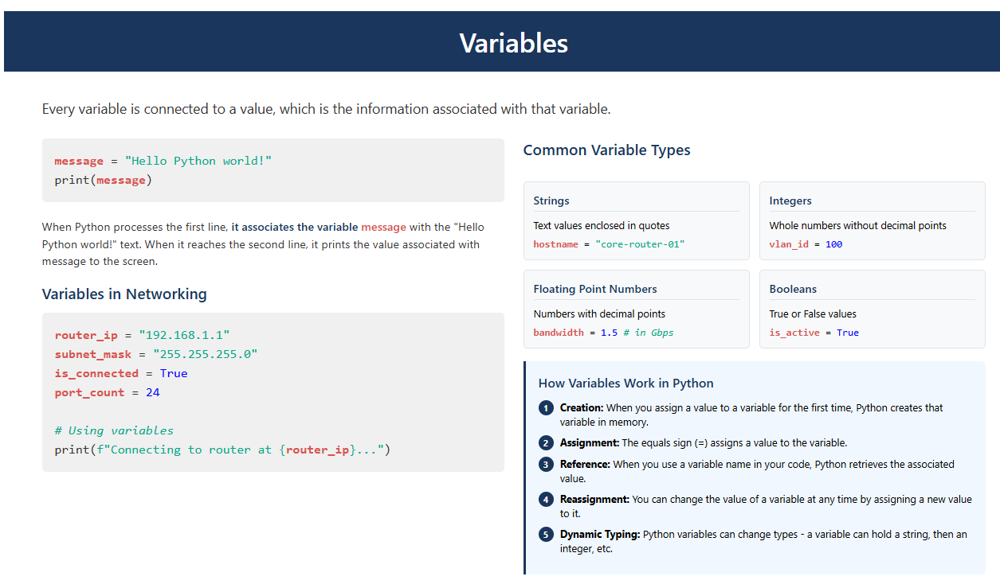 Variables
Every variable is connected to a value, which is the information associated with that variable.
message = "Hello Python world!"
print(message)
When Python processes the first line, it associates the variable message with the "Hello
Python world!" text. When it reaches the second line, it prints the value associated with
message to the screen.
Variables in Networking
router_ip = "192.168.1.1"
subnet_mask = "255.255.255.0"
is_connected = True
port_count = 24
# Using variables
print(f"Connecting to router at {router_ip}...")
Common Variable Types
Strings
Text values enclosed in quotes
hostname = "core-router-01"
Integers
Whole numbers without decimal points
vlan_id = 100
Floating Point Numbers
Numbers with decimal points
bandwidth = 1.5 # in Gbps
Booleans
True or False values
is_active = True
How Variables Work in Python
1 Creation: When you assign a value to a variable for the first time, Python creates that
variable in memory.
2 Assignment: The equals sign (=) assigns a value to the variable.
3 Reference: When you use a variable name in your code, Python retrieves the associated
value.
4 Reassignment: You can change the value of a variable at any time by assigning a new value
to it.
5 Dynamic Typing: Python variables can change types - a variable can hold a string, then an
integer, etc.